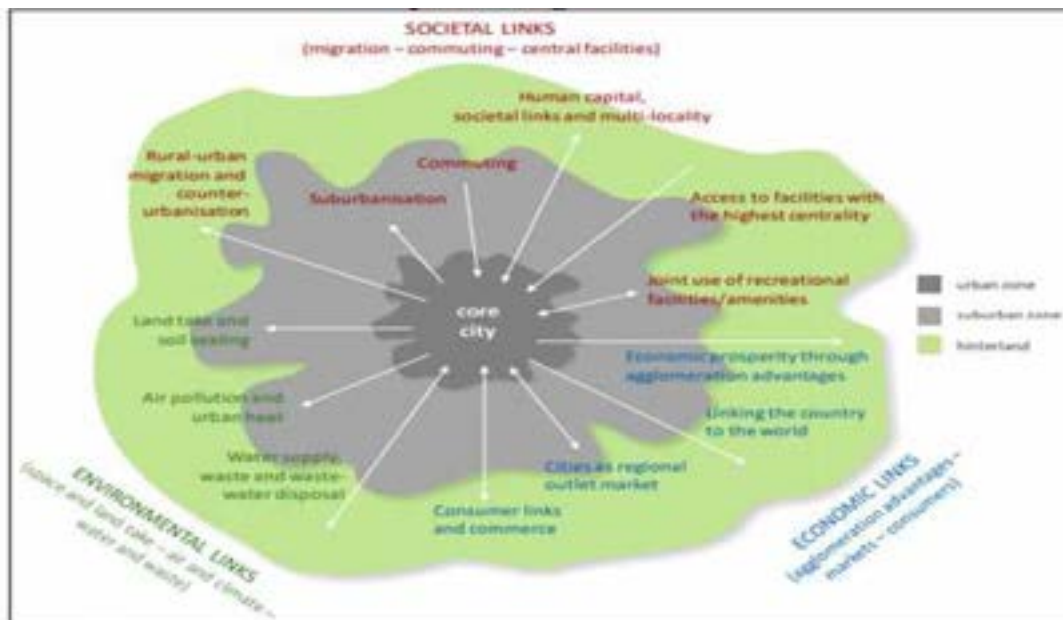 SOCIETAL LINKS
(migration – commuting – central facilities)
Human capital,
societal links and multi-locality
Rural-urban
migration and
counter-
urbanisation
Commuting
Suburbanisation
Access to facilities with
the highest centrality
Joint use of recreational
facilities/amenities
core
city
urban zone
suburban zone
hinterland
Land take and
soil sealing
Economic prosperity through
agglomeration advantages
Air pollution and
urban heat
Linking the country
to the world
Water supply,
waste and waste-
water disposal
Cities as regional
outlet market
Consumer links
and commerce
ENVIRONMENTAL LINKS
(space and land take – air and climate –
water and waste)
ECONOMIC LINKS
(agglomeration advantages –
markets – consumers)